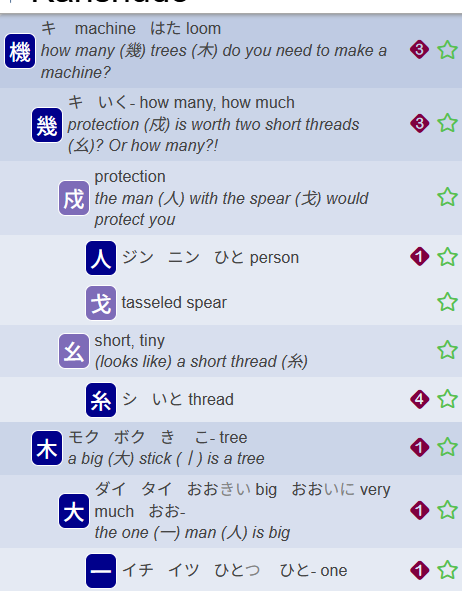 機 キ machine はた loom
how many (幾) trees (木) do you need to make a
machine?
3
幾 キ いく- how many, how much
protection (戍) is worth two short threads
(幺)? Or how many?!
3
戍 protection
the man (人) with the spear (戈) would
protect you
人 ジン ニン ひと person
1
戈 tasseled spear
幺 short, tiny
(looks like) a short thread (糸)
糸 シ いと thread
4
木 モク ボク き こ- tree
a big (大) stick (丨) is a tree
1
大 ダイ タイ おおきい big おおいに very
much おお-
the one (一) man (人) is big
1
一 イチ イツ ひとつ ひと- one
1